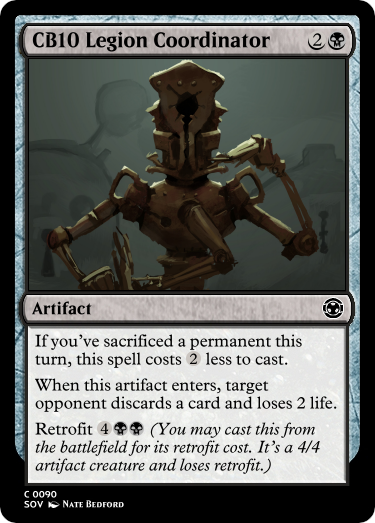 CB10 Legion Coordinator 2
Artifact
If you've sacrificed a permanent this
turn, this spell costs 2 less to cast.
When this artifact enters, target
opponent discards a card and loses 2 life.
Retrofit 4 (You may cast this from
the battlefield for its retrofit cost. It's a 4/4
artifact creature and loses retrofit.)
C 0090
SOV NATE BEDFORD